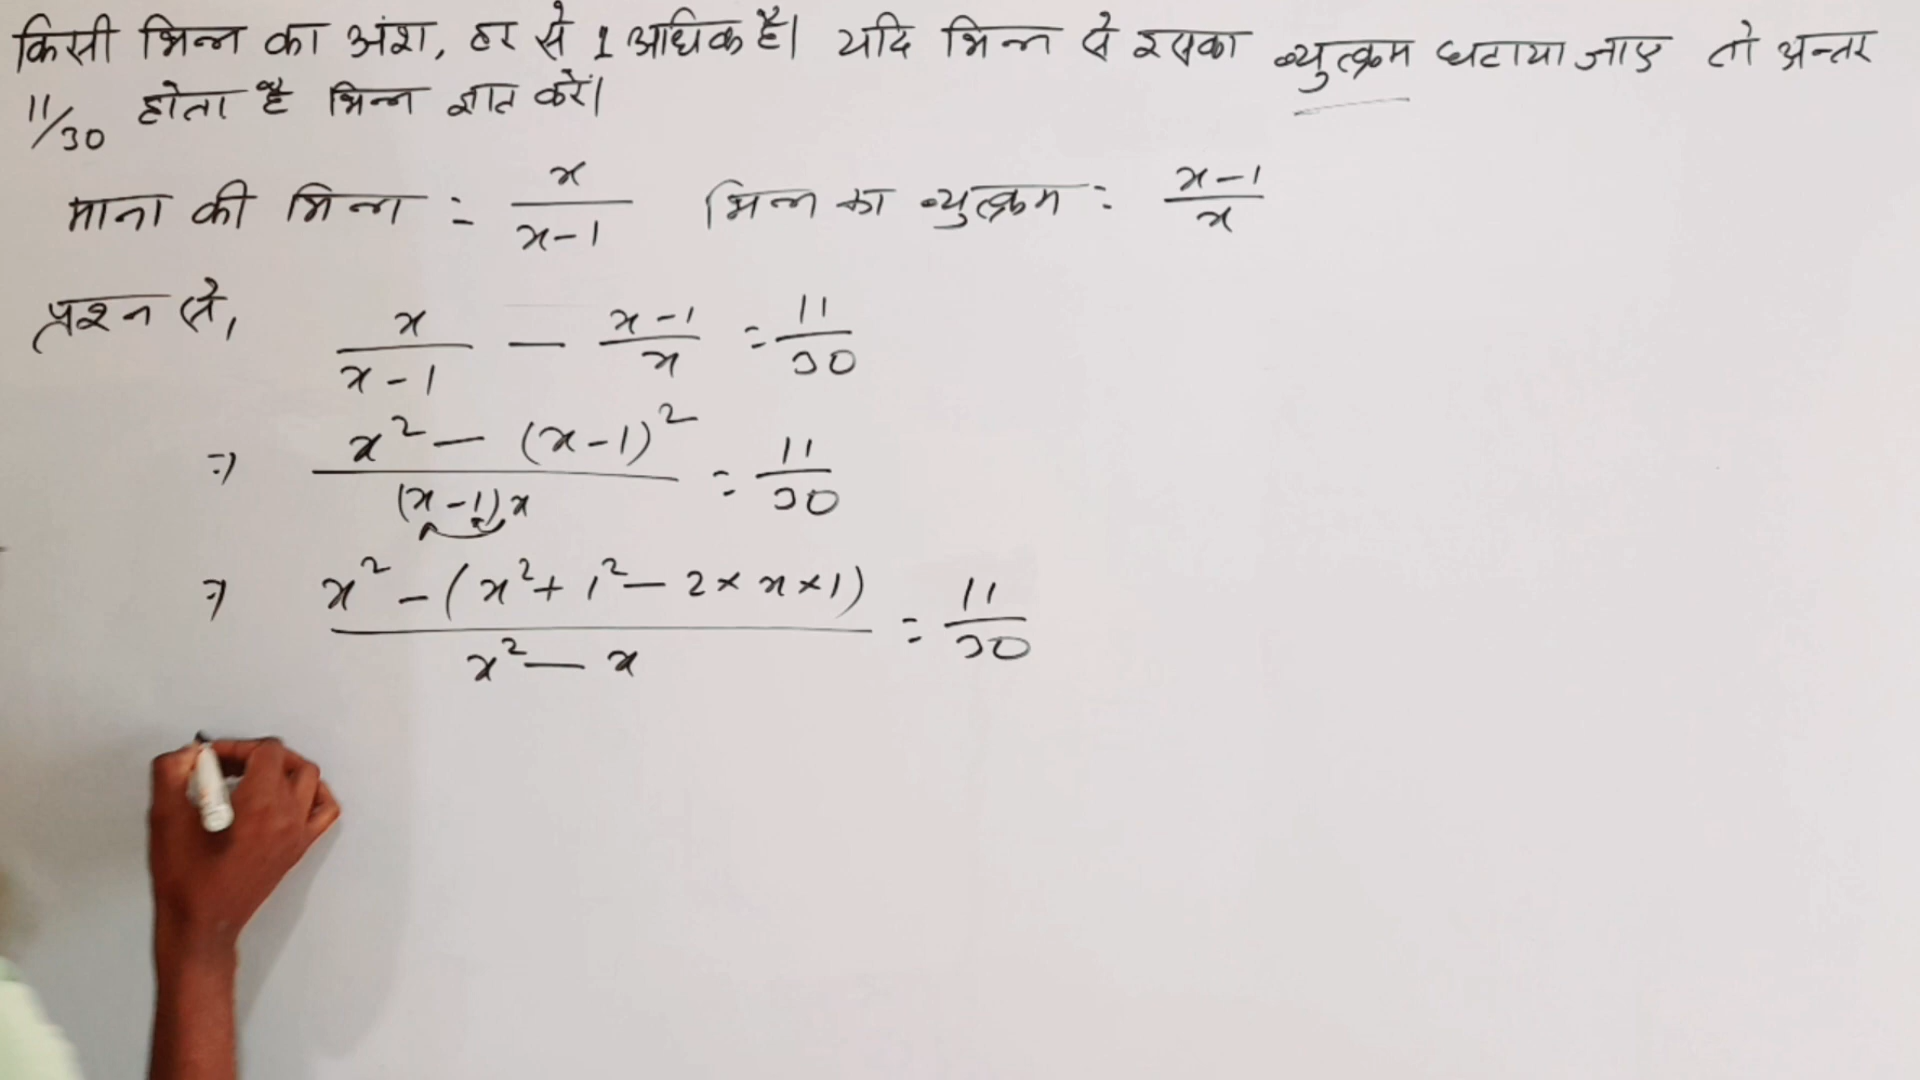 किसी भिन्न का अंश, हर से 1 अधिक है। यदि भिन्न से इसका व्युत्क्रम घटाया जाए तो अन्तर
11/30 होता है भिन्न ज्ञात करें।
माना की भिन्न = x/(x-1) भिन्न का व्युत्क्रम = (x-1)/x
प्रश्न से, x/(x-1) - (x-1)/x = 11/30
⇒ (x² - (x-1)²)/((x-1)x) = 11/30
⇒ (x² - (x² + 1² - 2×x×1))/(x² - x) = 11/30